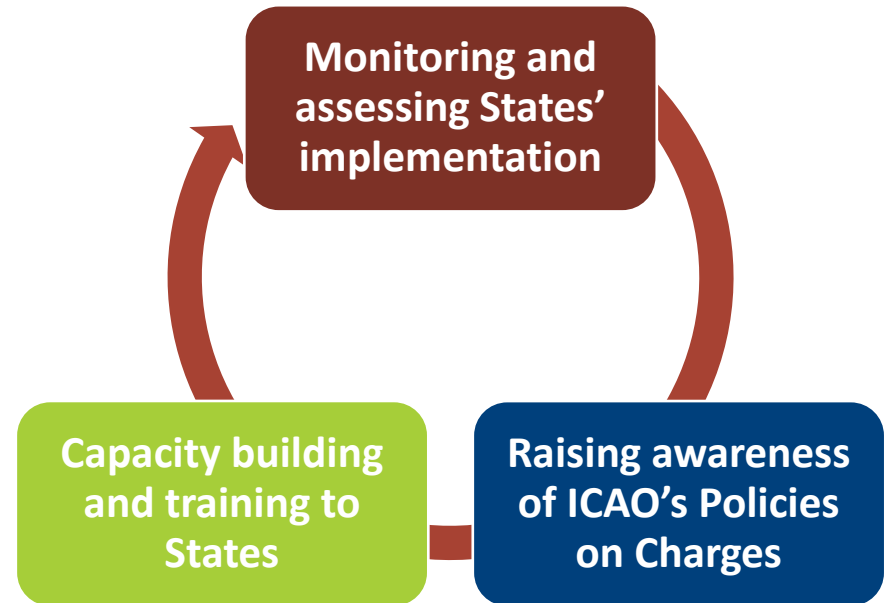 Monitoring and
assessing States’
implementation
Capacity building
and training to
States
Raising awareness
of ICAO’s Policies
on Charges